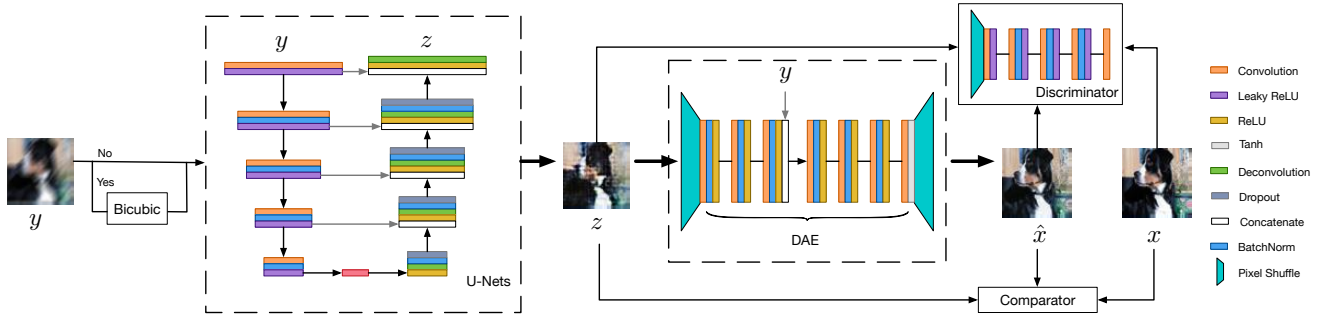 y
No
Yes
Bicubic
y
z
U-Nets
z
y
DAE
Discriminator
x̂
x
Comparator
Convolution
Leaky ReLU
ReLU
Tanh
Deconvolution
Dropout
Concatenate
BatchNorm
Pixel Shuffle